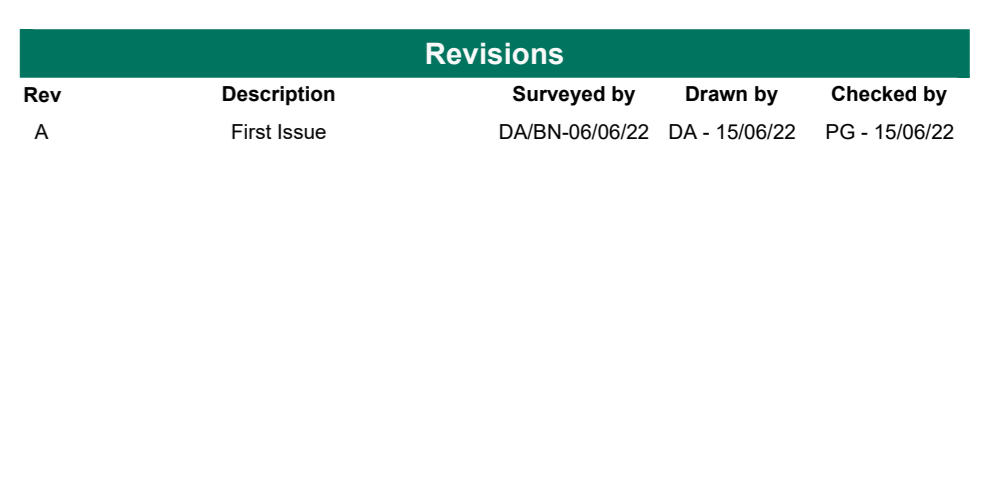 Revisions
Rev Description Surveyed by Drawn by Checked by
A First Issue DA/BN-06/06/22 DA - 15/06/22 PG - 15/06/22